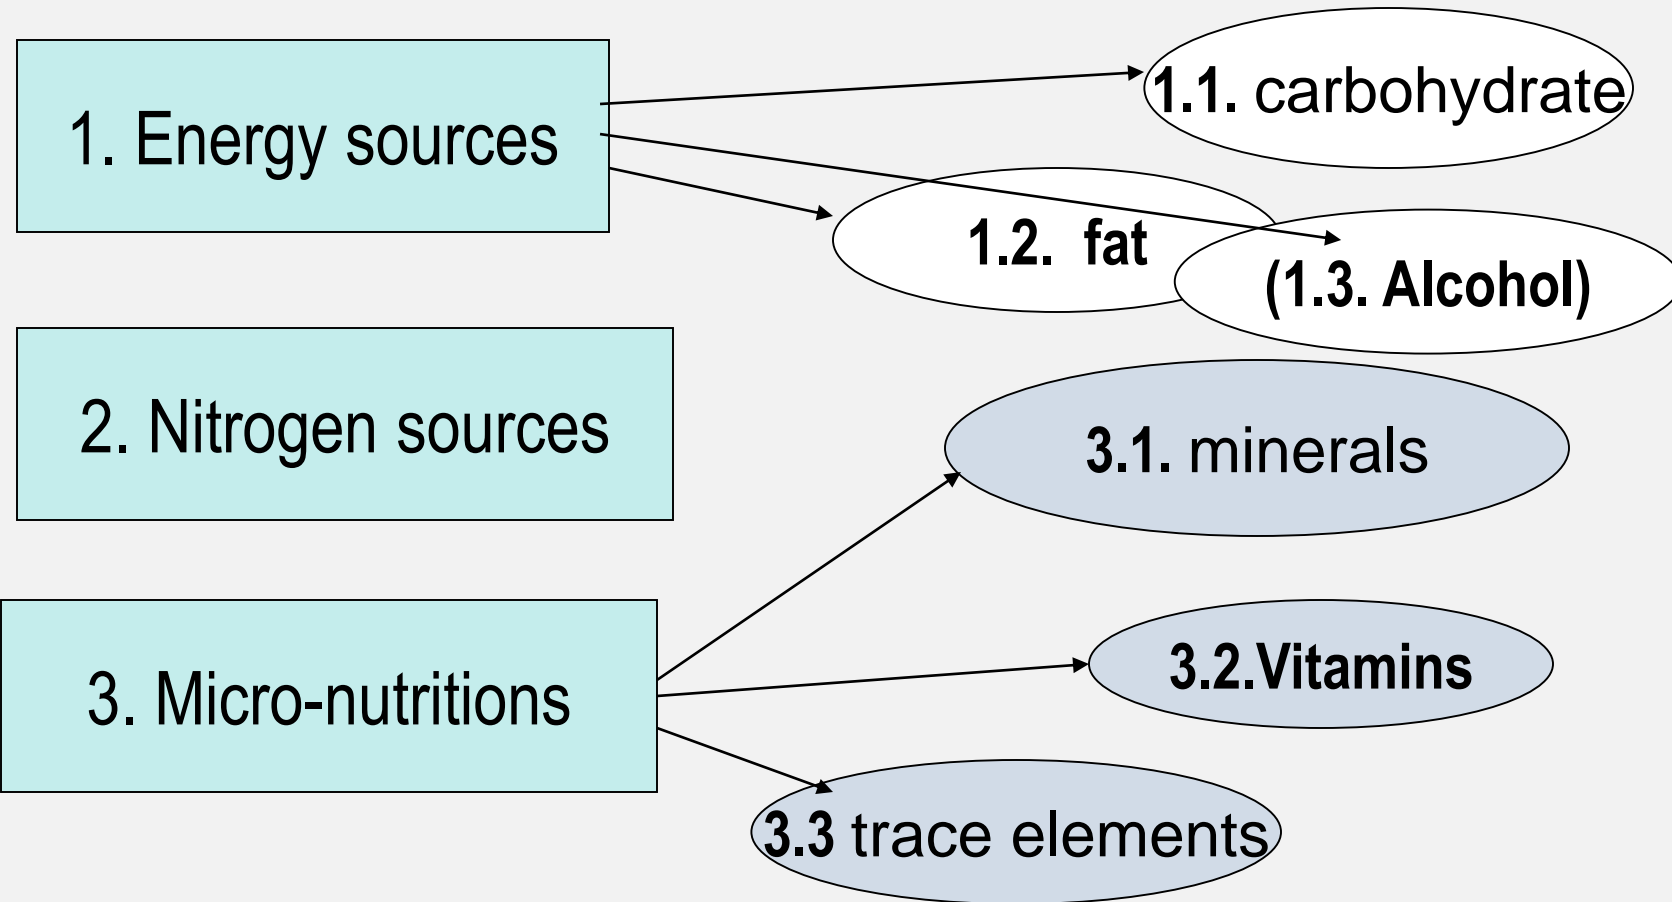 1. Energy sources
1.1. carbohydrate
1.2. fat
(1.3. Alcohol)
2. Nitrogen sources
3. Micro-nutritions
3.1. minerals
3.2.Vitamins
3.3 trace elements